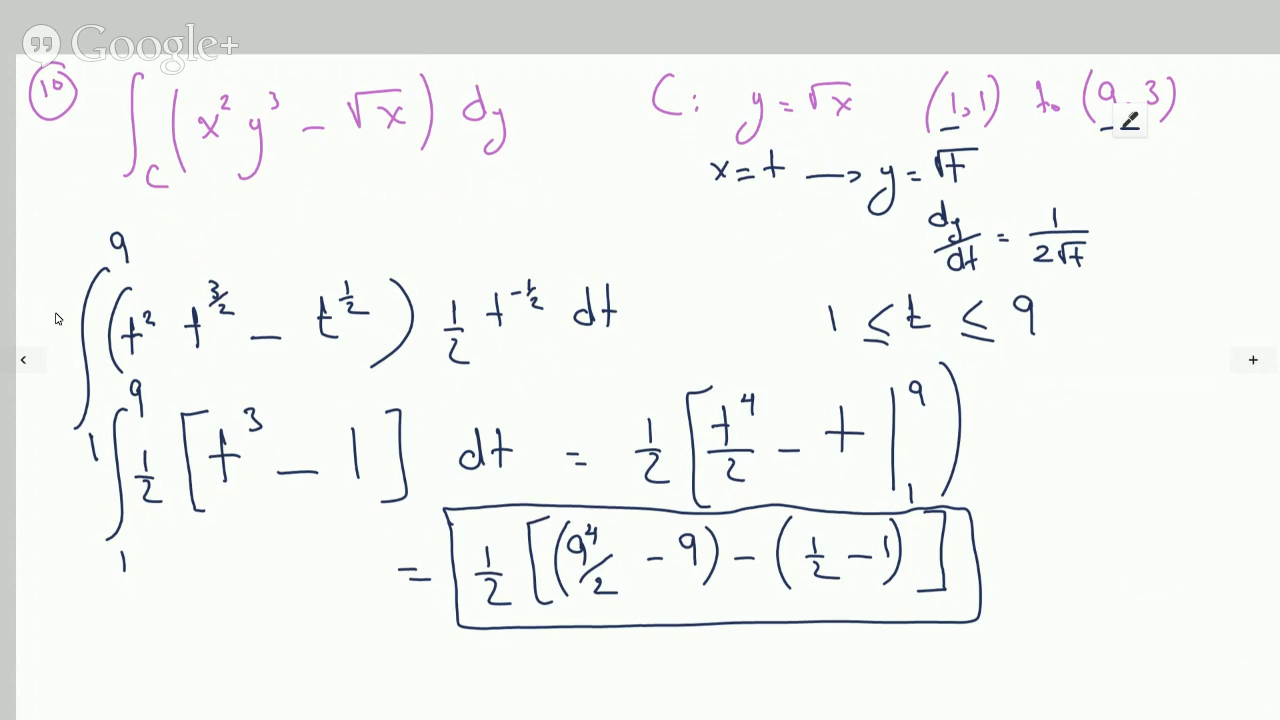 Google+
10 ∫_C (x² y³ − √x) dy C: y = √x (1,1) to (9, 3)
x = t → y = √t
dy/dt = 1/(2√t)
∫_1^9 (t² t^{3/2} − t^{1/2}) 1/2 t^{-1/2} dt 1 ≤ t ≤ 9
∫_1^9 1/2 [t³ − 1] dt = 1/2 [t⁴/2 − t |_1^9 )
= 1/2 [(9⁴/2 − 9) − (1/2 − 1)]